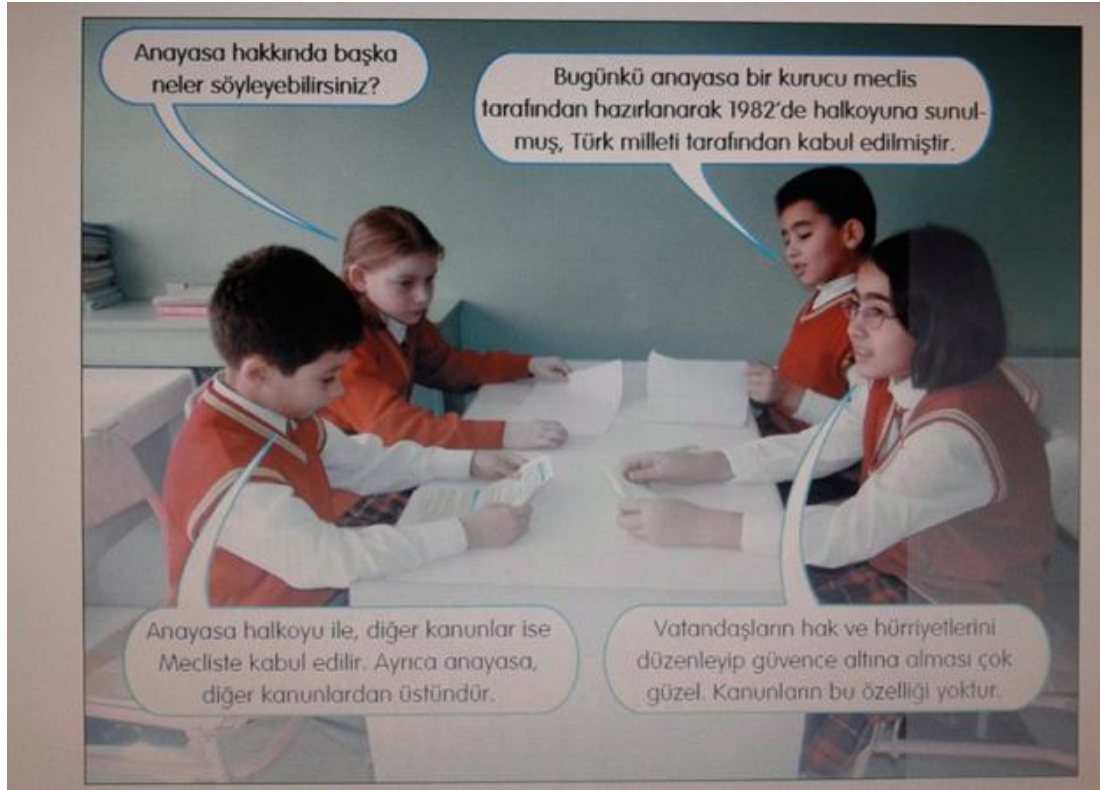 Anayasa hakkında başka
neler söyleyebilirsiniz?
Bugünkü anayasa bir kurucu meclis
tarafından hazırlanarak 1982'de halkoyuna sunul-
muş, Türk milleti tarafından kabul edilmiştir.
Anayasa halkoyu ile, diğer kanunlar ise
Mecliste kabul edilir. Ayrıca anayasa,
diğer kanunlardan üstündür.
Vatandaşların hak ve hürriyetlerini
düzenleyip güvence altına alması çok
güzel. Kanunların bu özelliği yoktur.